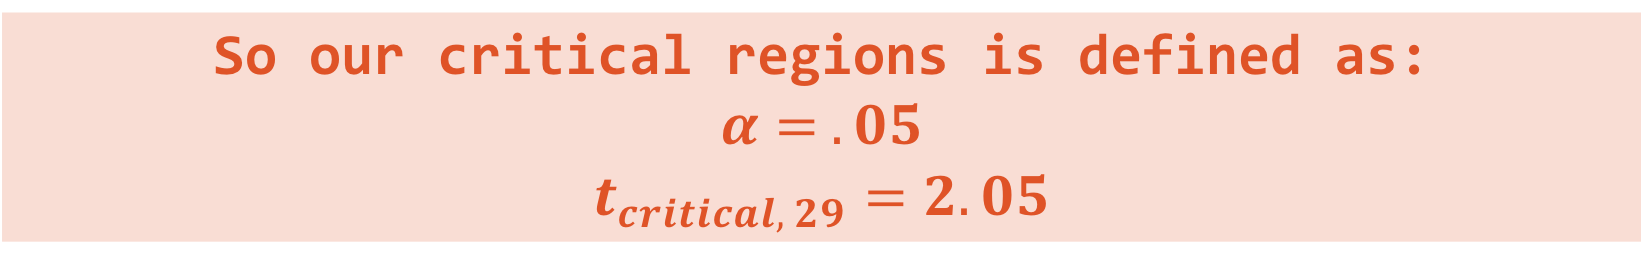 So our critical regions is defined as:
α = .05
t_critical, 29 = 2.05